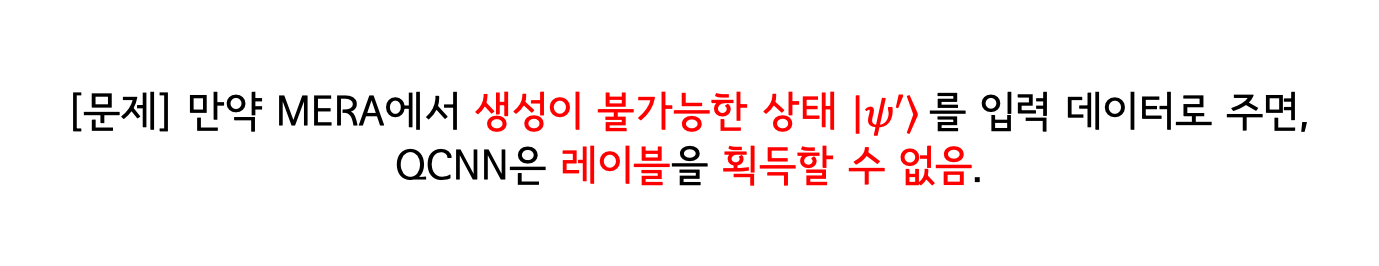 [문제] 만약 MERA에서 생성이 불가능한 상태 |ψ′⟩ 를 입력 데이터로 주면,
QCNN은 레이블을 획득할 수 없음.